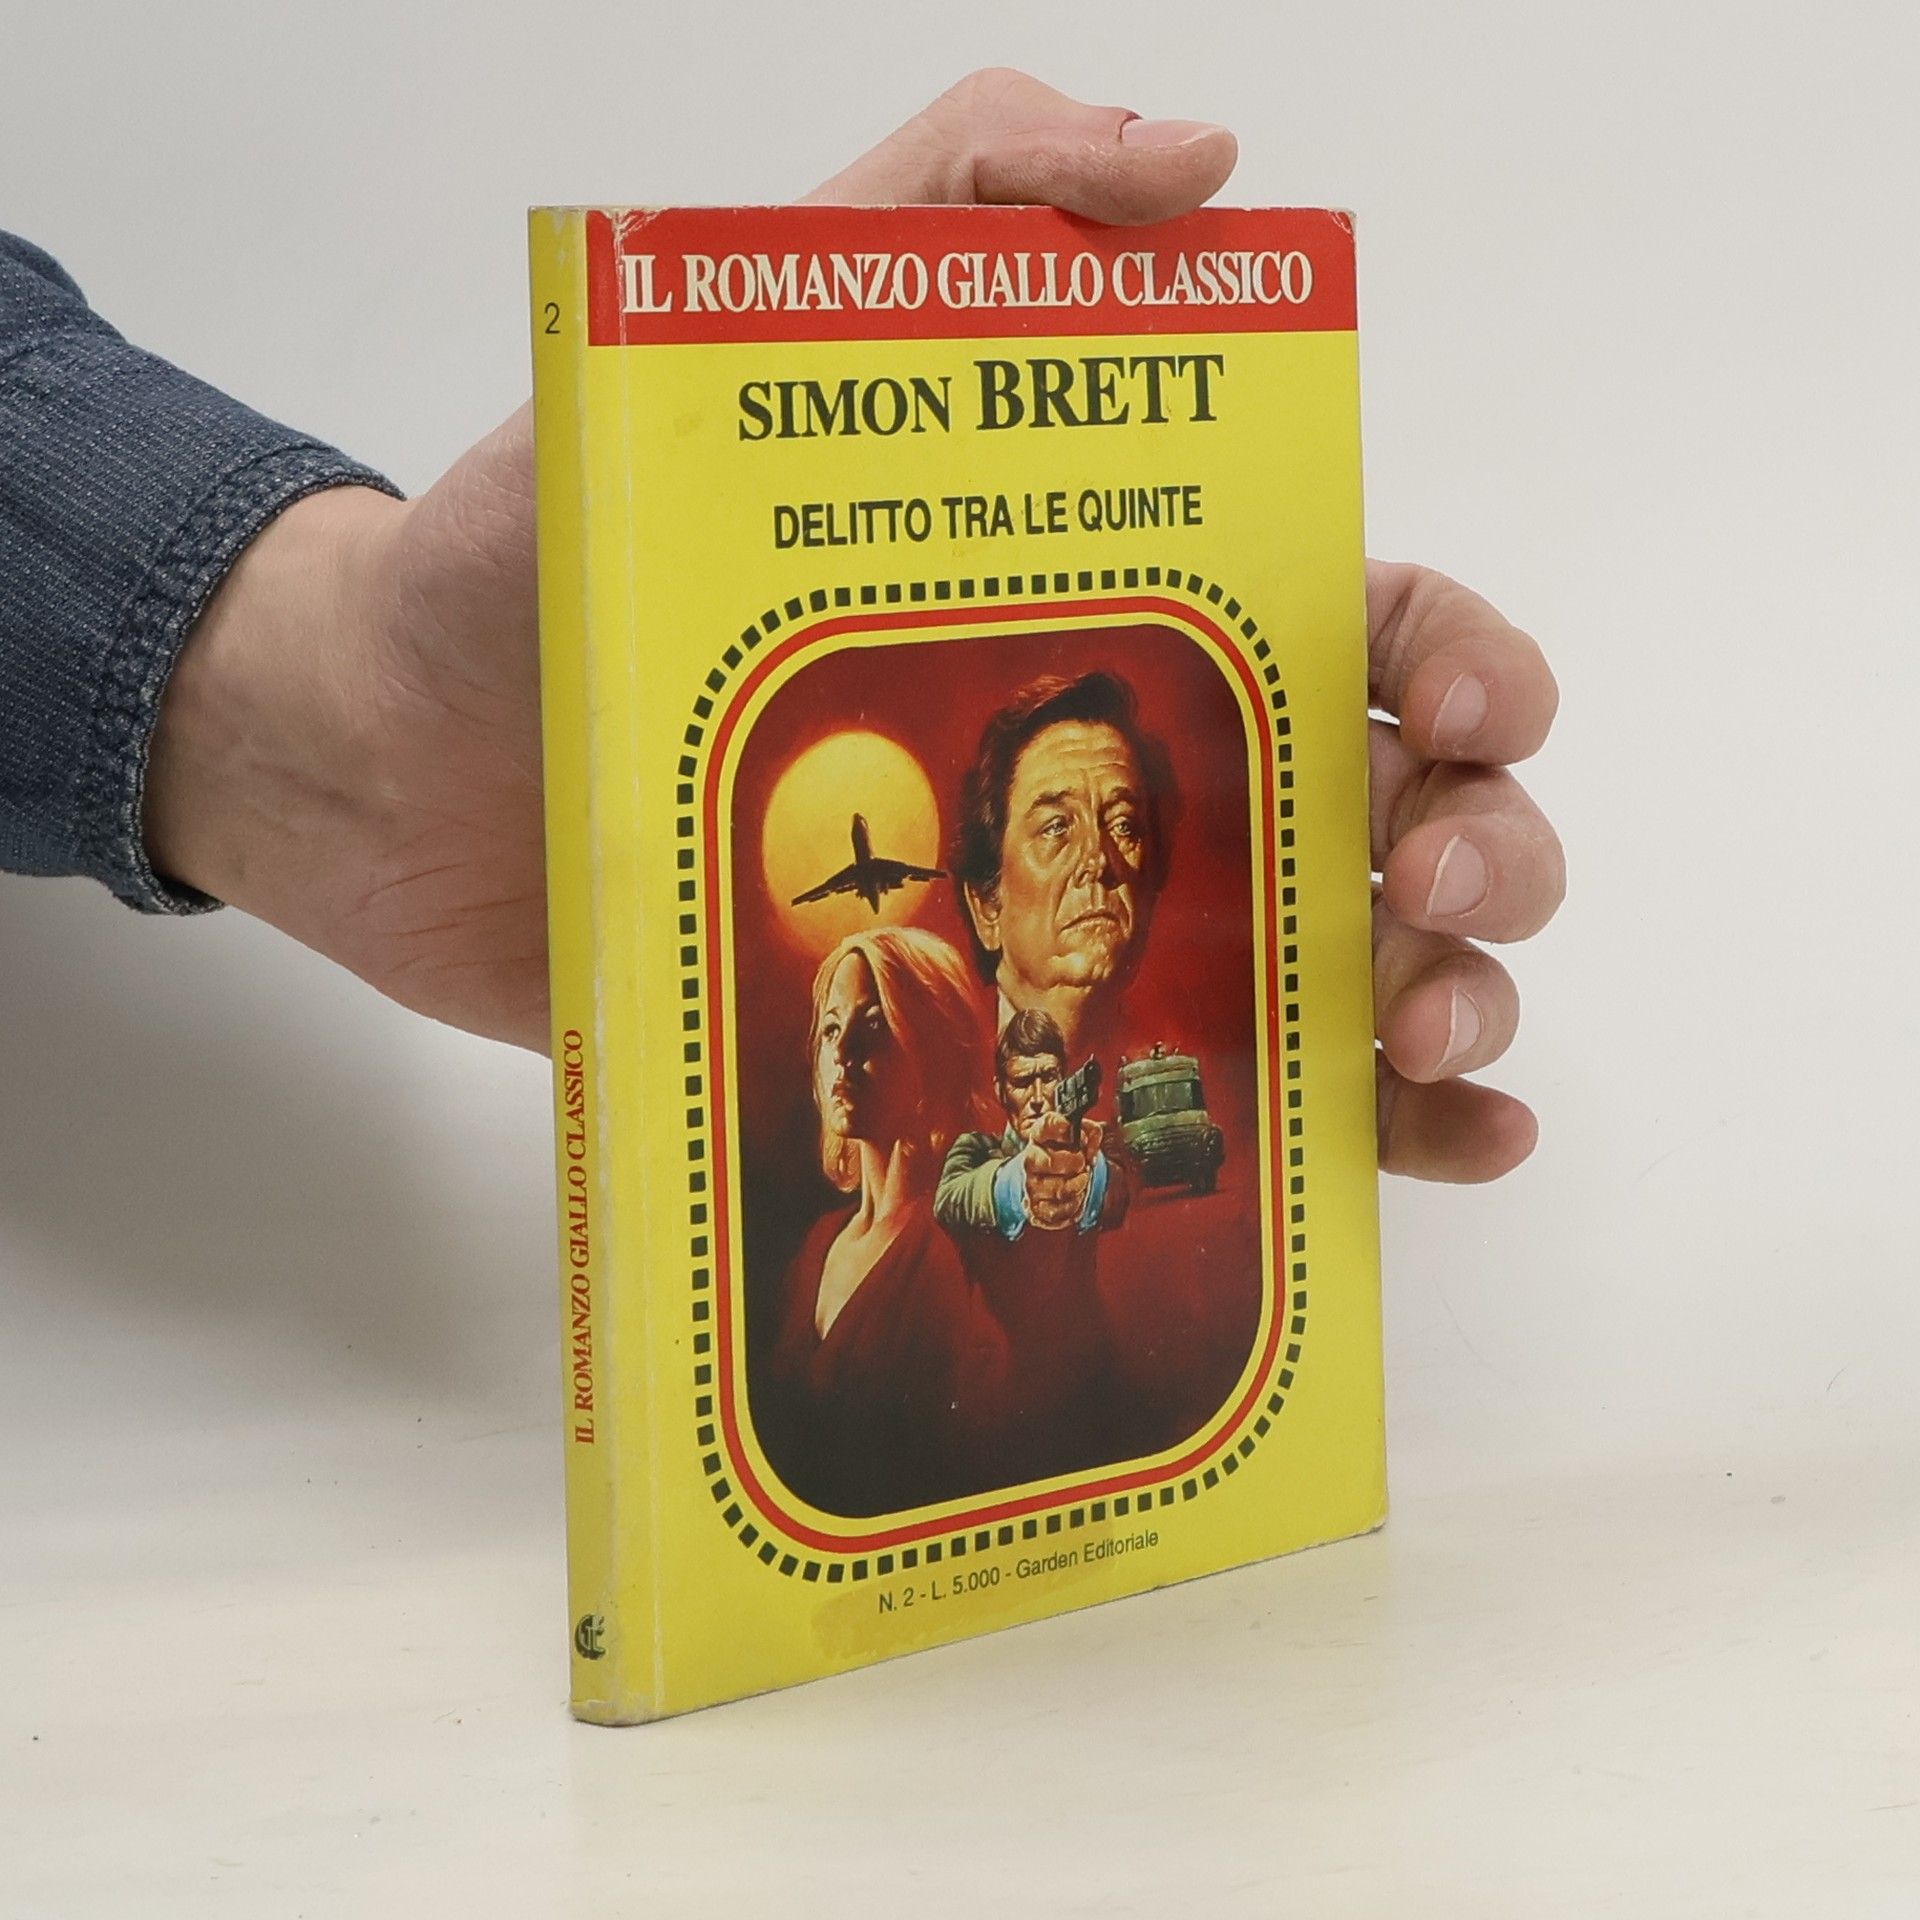 IL ROMANZO GIALLO CLASSICO
SIMON BRETT
DELITTO TRA LE QUINTE
N. 2 - L. 5.000 - Garden Editoriale
2
IL ROMANZO GIALLO CLASSICO